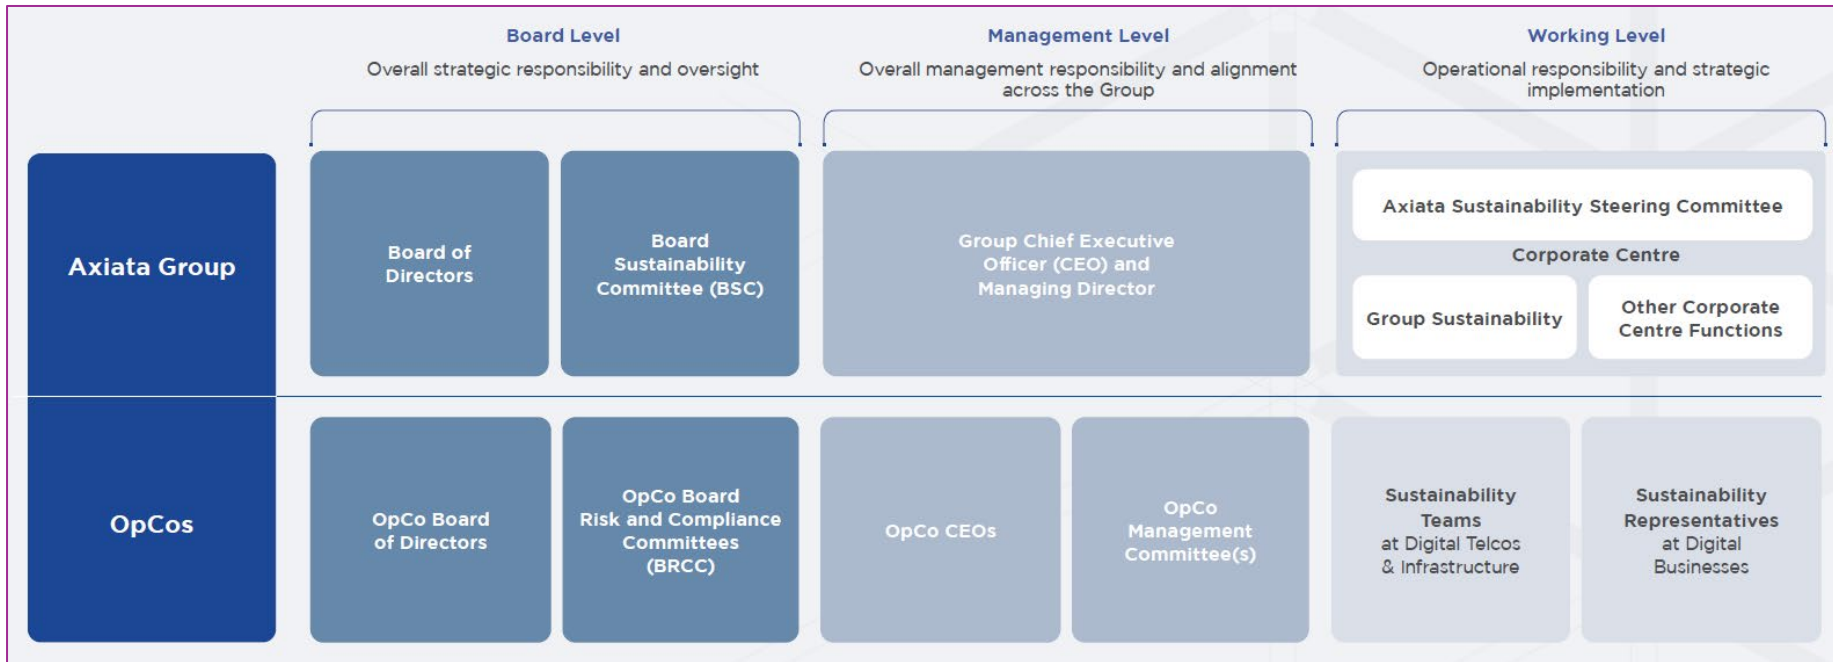 Board Level
Overall strategic responsibility and oversight
Management Level
Overall management responsibility and alignment
across the Group
Working Level
Operational responsibility and strategic
implementation
Axiata Group
Board of
Directors
Board
Sustainability
Committee (BSC)
Group Chief Executive
Officer (CEO) and
Managing Director
Axiata Sustainability Steering Committee
Corporate Centre
Group Sustainability
Other Corporate
Centre Functions
OpCos
OpCo Board
of Directors
OpCo Board
Risk and Compliance
Committees
(BRCC)
OpCo CEOs
OpCo
Management
Committee(s)
Sustainability
Teams
at Digital Telcos
& Infrastructure
Sustainability
Representatives
at Digital
Businesses